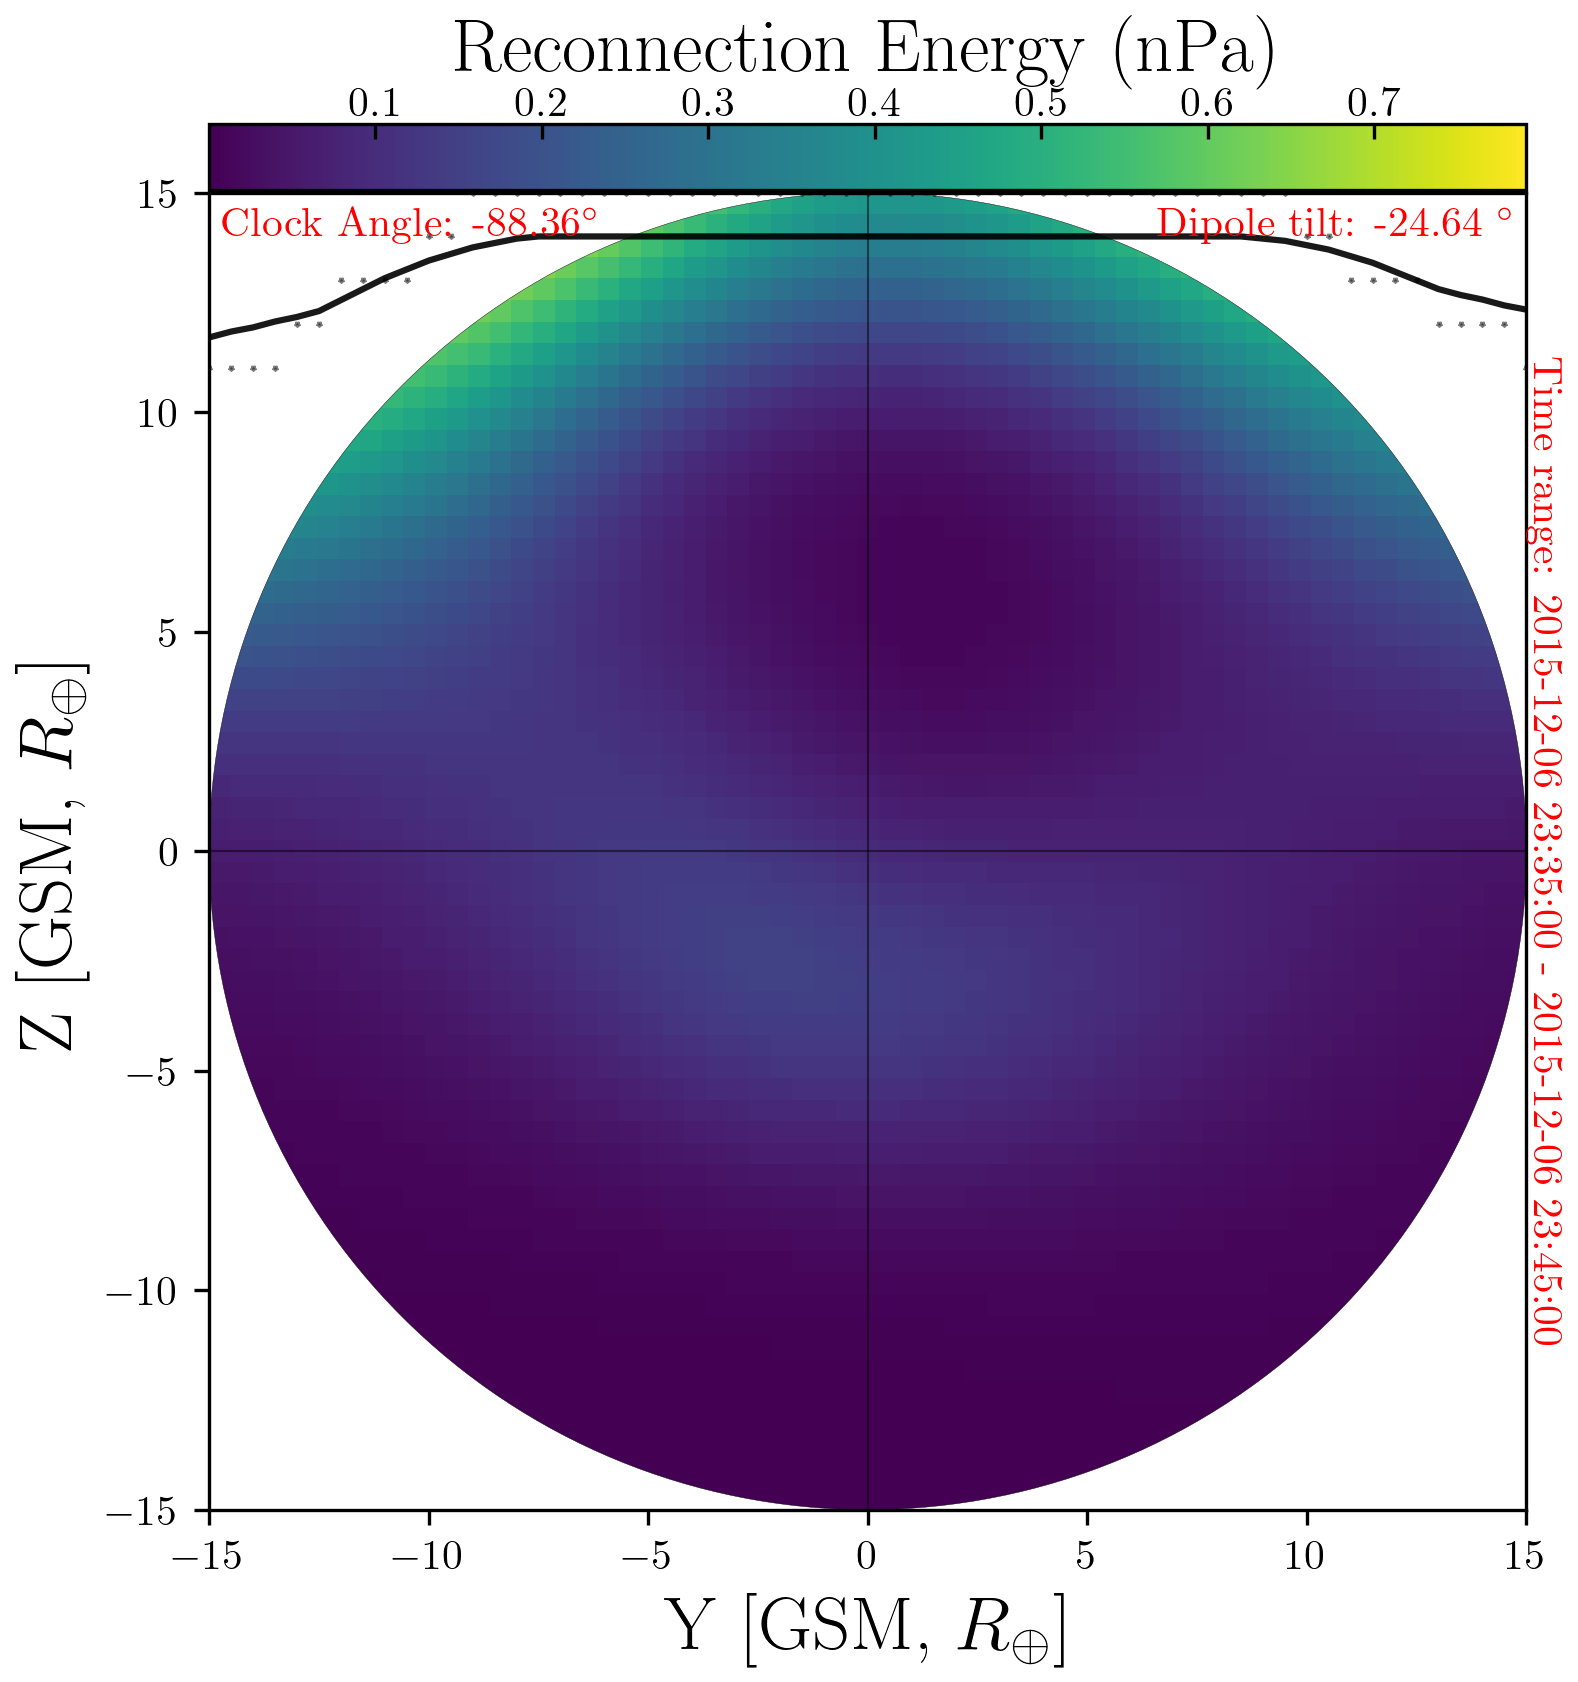 Reconnection Energy (nPa)
0.1 0.2 0.3 0.4 0.5 0.6 0.7
Clock Angle: -88.36°
Dipole tilt: -24.64 °
15
10
5
0
−5
−10
−15
Z [GSM, R⊕]
Time range: 2015-12-06 23:35:00 - 2015-12-06 23:45:00
−15 −10 −5 0 5 10 15
Y [GSM, R⊕]